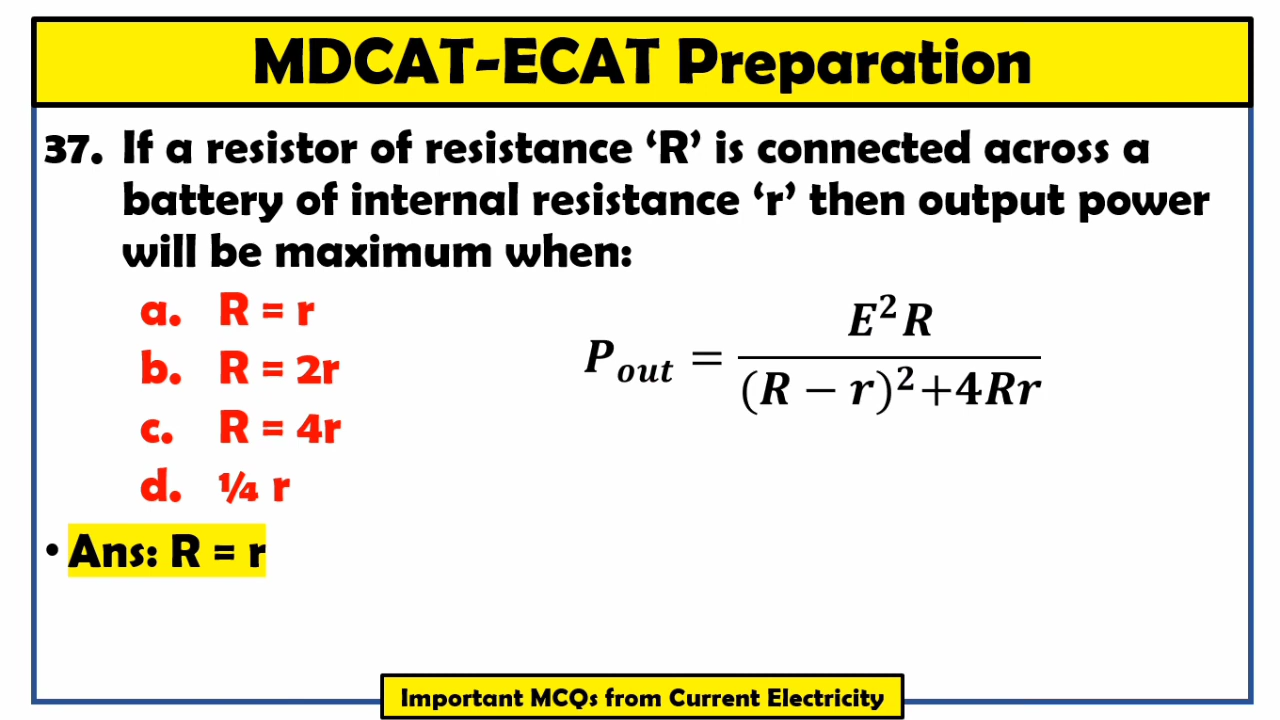 MDCAT-ECAT Preparation
37. If a resistor of resistance ‘R’ is connected across a
battery of internal resistance ‘r’ then output power
will be maximum when:
a. R = r
b. R = 2r
c. R = 4r
d. ¼ r
P_out = E²R / ((R − r)²+4Rr)
• Ans: R = r
Important MCQs from Current Electricity